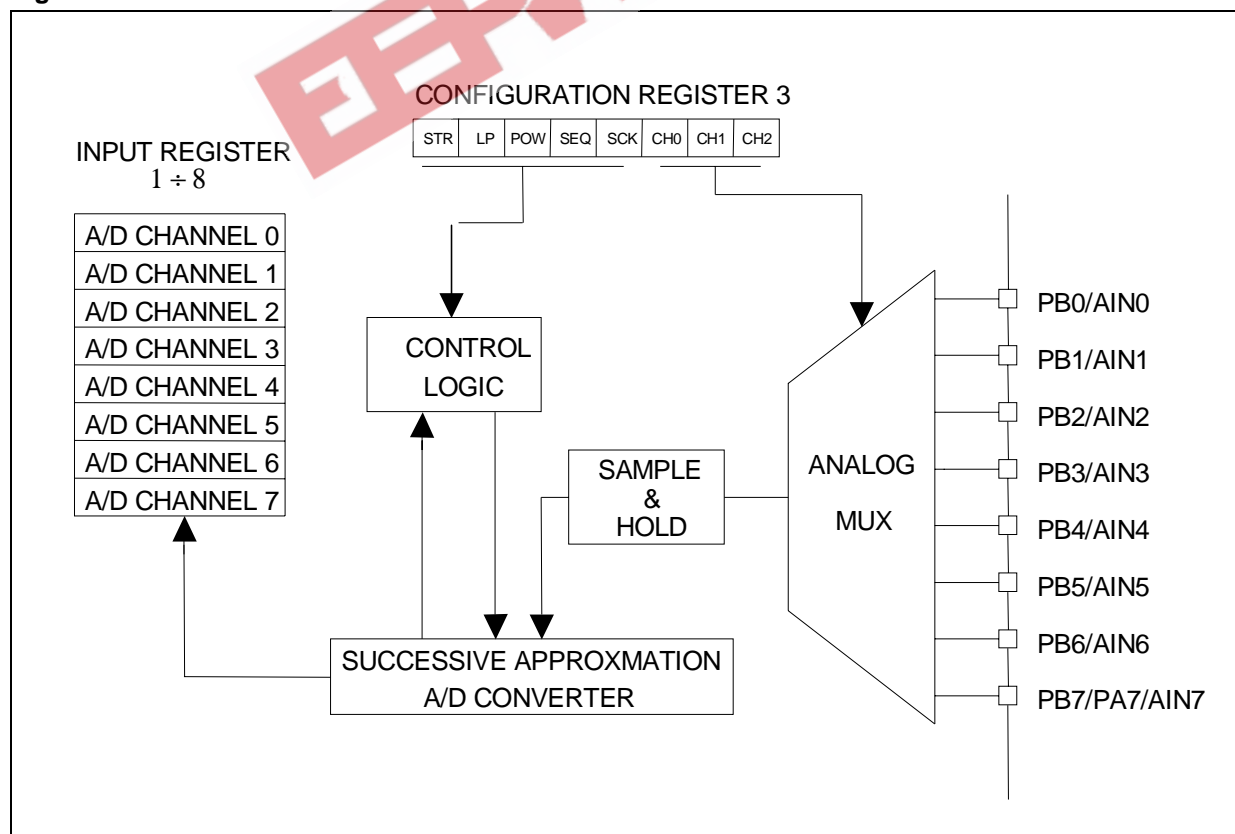 CONFIGURATION REGISTER 3
STR LP POW SEQ SCK CH0 CH1 CH2
INPUT REGISTER
1 ÷ 8
A/D CHANNEL 0
A/D CHANNEL 1
A/D CHANNEL 2
A/D CHANNEL 3
A/D CHANNEL 4
A/D CHANNEL 5
A/D CHANNEL 6
A/D CHANNEL 7
CONTROL
LOGIC
SAMPLE
&
HOLD
SUCCESSIVE APPROXMATION
A/D CONVERTER
ANALOG
MUX
PB0/AIN0
PB1/AIN1
PB2/AIN2
PB3/AIN3
PB4/AIN4
PB5/AIN5
PB6/AIN6
PB7/PA7/AIN7